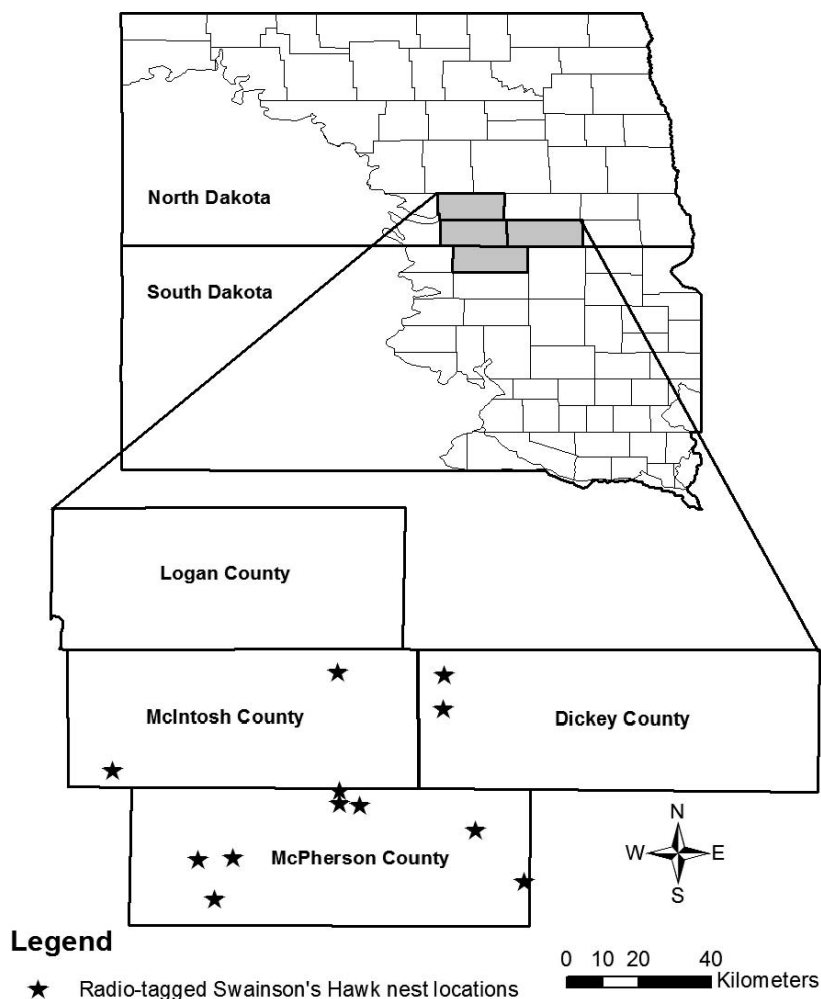 North Dakota
South Dakota
Logan County
McIntosh County
Dickey County
McPherson County
N
W E
S
Legend
Radio-tagged Swainson's Hawk nest locations
0 10 20 40
Kilometers